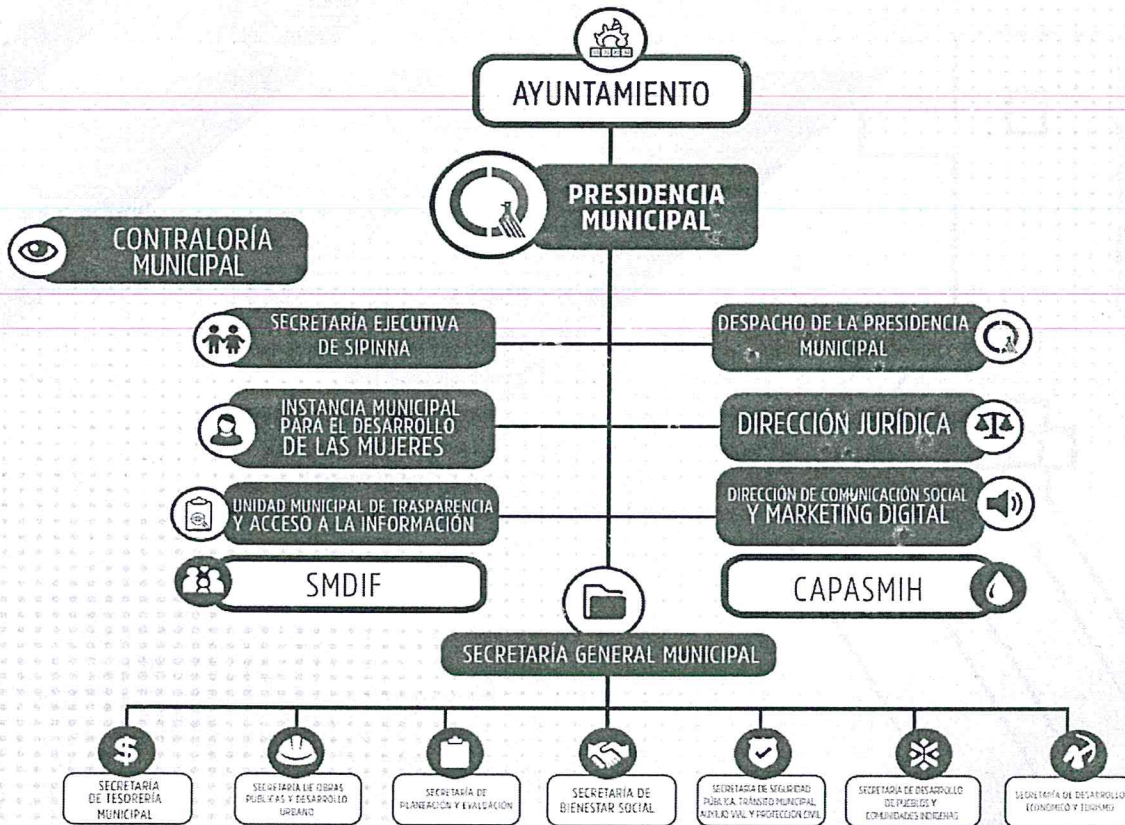 AYUNTAMIENTO
PRESIDENCIA
MUNICIPAL
CONTRALORÍA
MUNICIPAL
SECRETARÍA EJECUTIVA
DE SIPINNA
DESPACHO DE LA PRESIDENCIA
MUNICIPAL
INSTANCIA MUNICIPAL
PARA EL DESARROLLO
DE LAS MUJERES
DIRECCIÓN JURÍDICA
UNIDAD MUNICIPAL DE TRASPARENCIA
Y ACCESO A LA INFORMACIÓN
DIRECCIÓN DE COMUNICACIÓN SOCIAL
Y MARKETING DIGITAL
SMDIF
CAPASMIH
SECRETARÍA GENERAL MUNICIPAL
SECRETARÍA
DE TESORERÍA
MUNICIPAL
SECRETARÍA DE OBRAS
PÚBLICAS Y DESARROLLO
URBANO
SECRETARÍA DE
PLANEACIÓN Y EVALUACIÓN
SECRETARÍA DE
BIENESTAR SOCIAL
SECRETARÍA DE SEGURIDAD
PÚBLICA, TRÁNSITO MUNICIPAL,
AUXILIO VIAL Y PROTECCIÓN CIVIL
SECRETARÍA DE DESARROLLO
DE PUEBLOS Y
COMUNIDADES INDÍGENAS
SECRETARÍA DE DESARROLLO
ECONÓMICO Y TURISMO